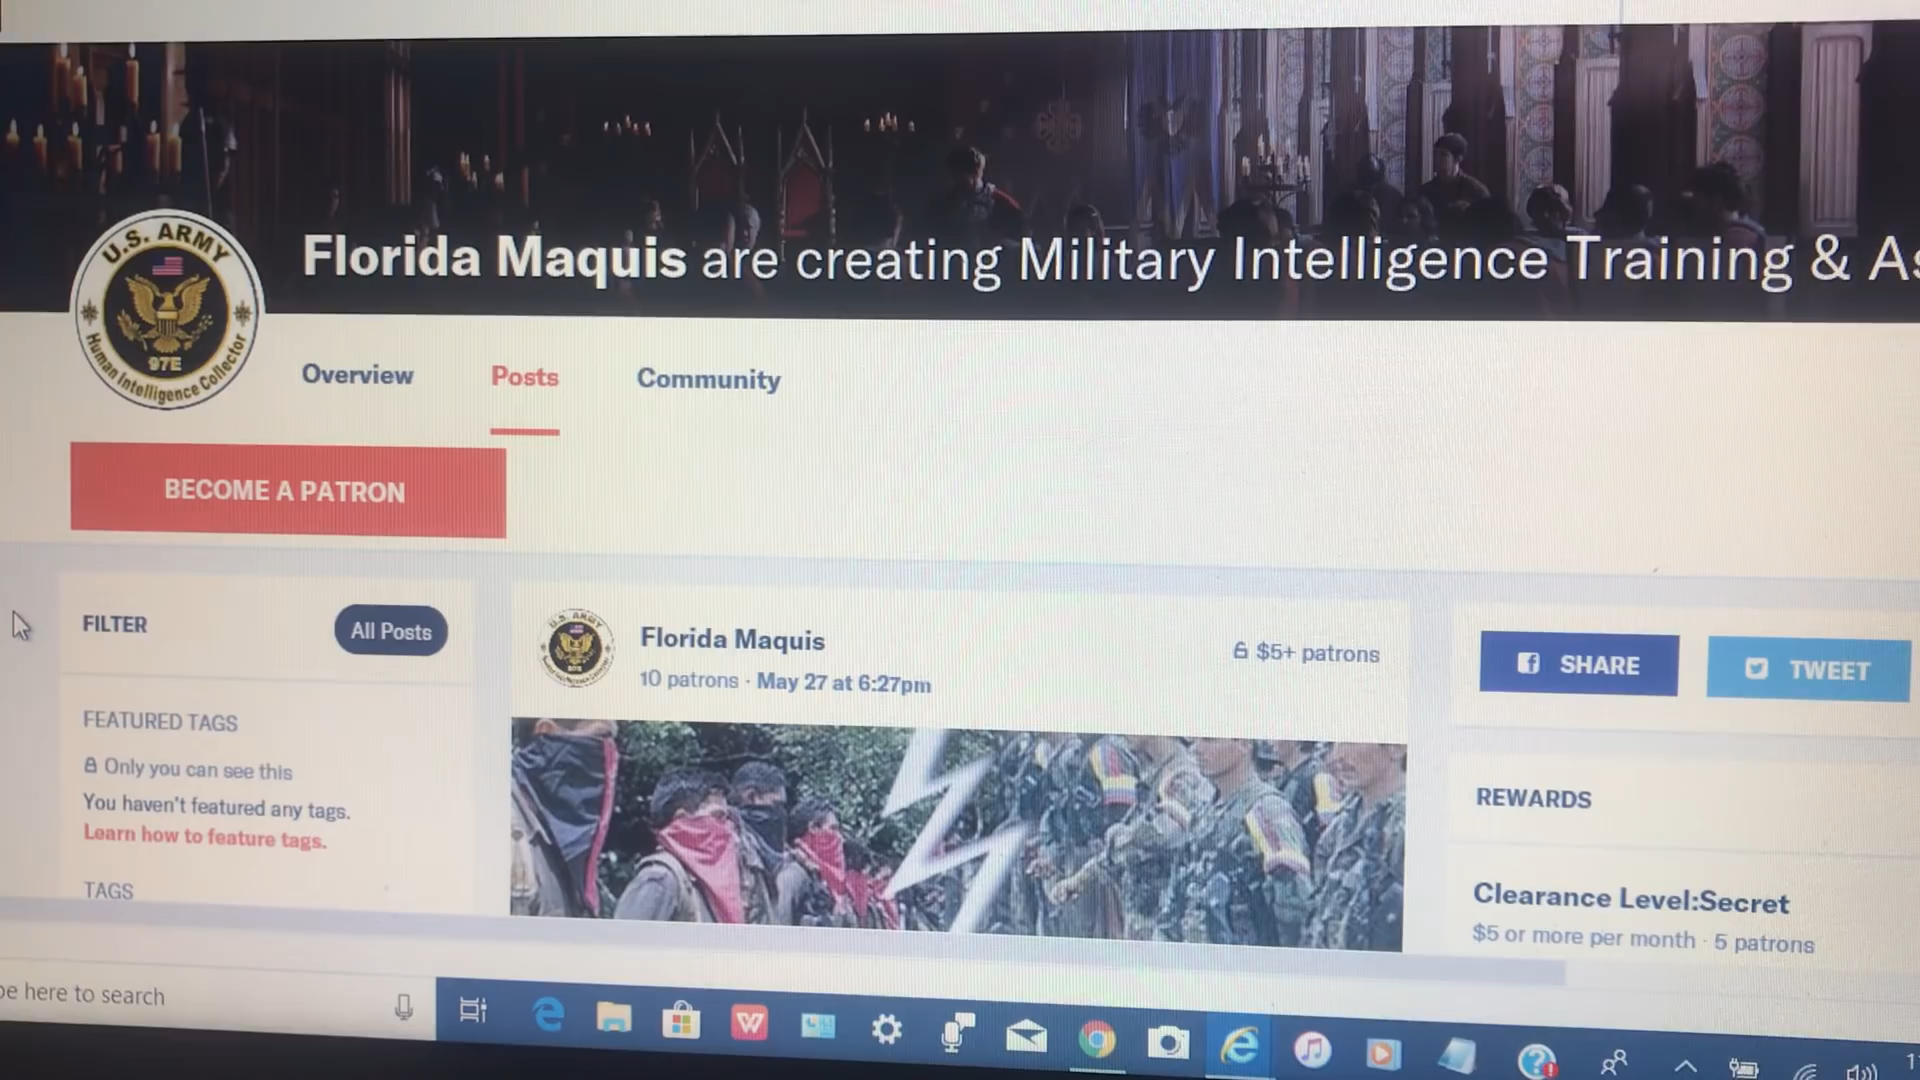 U.S. ARMY
97E
Human Intelligence Collector
Florida Maquis are creating Military Intelligence Training &
Overview
Posts
Community
BECOME A PATRON
FILTER
All Posts
FEATURED TAGS
Only you can see this
You haven't featured any tags.
Learn how to feature tags.
TAGS
U.S. ARMY
Florida Maquis
10 patrons · May 27 at 6:27pm
$5+ patrons
SHARE
TWEET
REWARDS
Clearance Level:Secret
$5 or more per month · 5 patrons
here to search